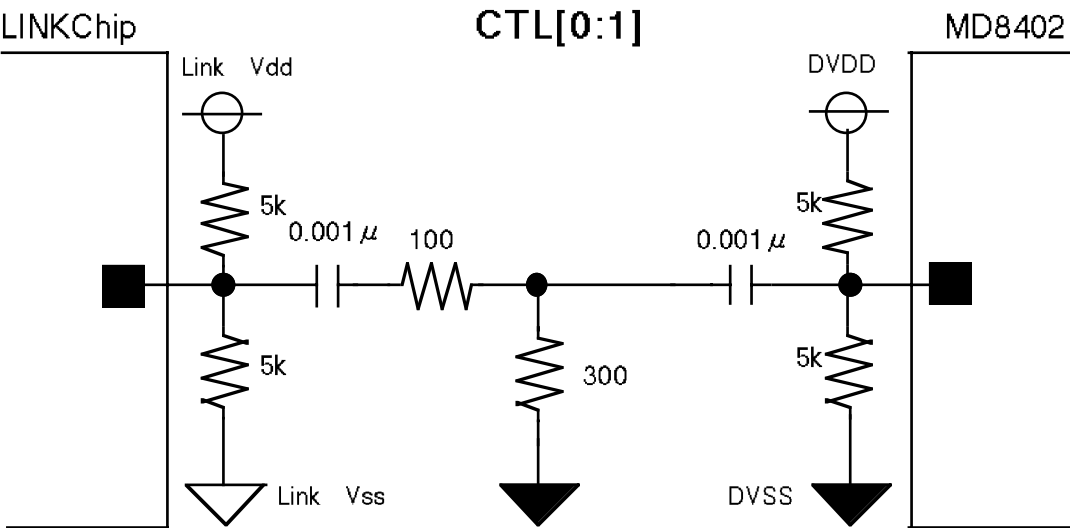 LINKChip CTL[0:1] MD8402
Link Vdd DVDD
5k 5k
0.001μ 100 0.001μ
5k 300 5k
Link Vss DVSS